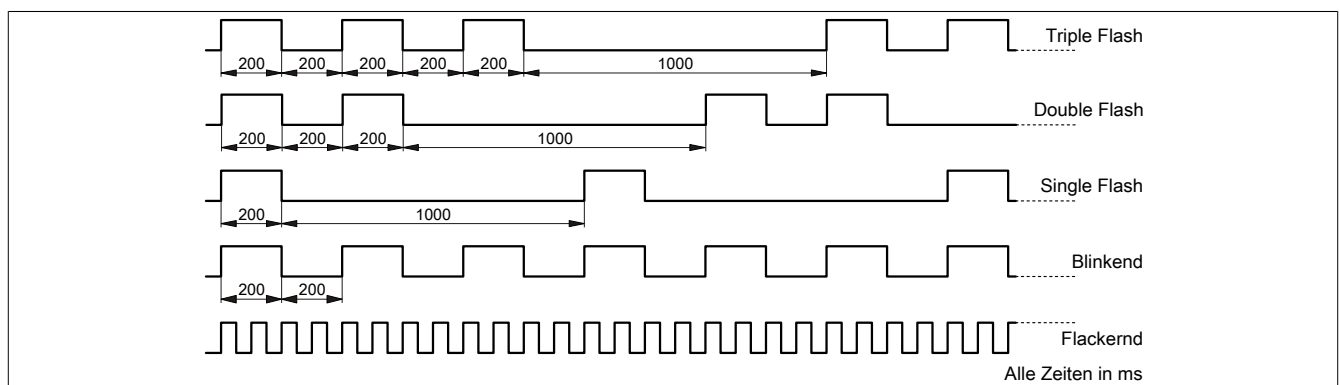 Triple Flash
200 200 200 200 200 1000
Double Flash
200 200 200 1000
Single Flash
200 1000
Blinkend
200 200
Flackernd
Alle Zeiten in ms